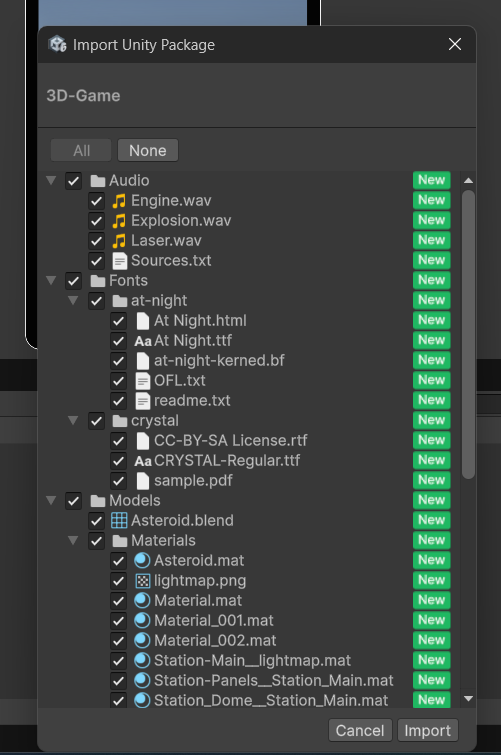 Import Unity Package
3D-Game
All None
Audio New
Engine.wav New
Explosion.wav New
Laser.wav New
Sources.txt New
Fonts New
at-night New
At Night.html New
Aa At Night.ttf New
at-night-kerned.bf New
OFL.txt New
readme.txt New
crystal New
CC-BY-SA License.rtf New
Aa CRYSTAL-Regular.ttf New
sample.pdf New
Models New
Asteroid.blend New
Materials New
Asteroid.mat New
lightmap.png New
Material.mat New
Material_001.mat New
Material_002.mat New
Station-Main__lightmap.mat New
Station-Panels__Station_Main.mat New
Station_Dome__Station_Main.mat New
Cancel Import